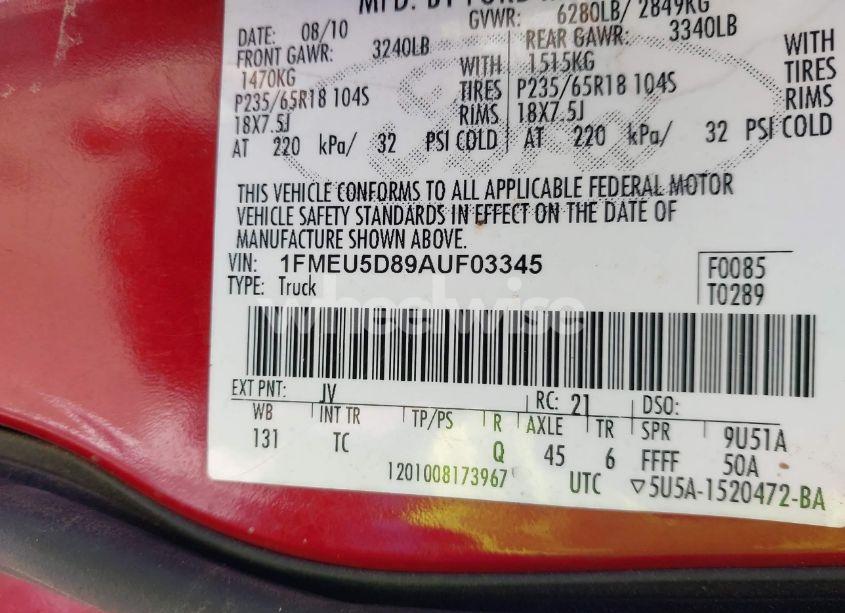 MFD. BY FORD
GVWR: 6280LB/ 2849KG
DATE: 08/10
FRONT GAWR: 3240LB
1470KG WITH
P235/65R18 104S TIRES
18X7.5J RIMS
AT 220 kPa/ 32 PSI COLD
REAR GAWR: 3340LB
1515KG WITH
P235/65R18 104S TIRES
18X7.5J RIMS
AT 220 kPa/ 32 PSI COLD
THIS VEHICLE CONFORMS TO ALL APPLICABLE FEDERAL MOTOR
VEHICLE SAFETY STANDARDS IN EFFECT ON THE DATE OF
MANUFACTURE SHOWN ABOVE.
VIN: 1FMEU5D89AUF03345
TYPE: Truck
F0085
T0289
wheelwise
EXT PNT: JV RC: 21 DSO:
WB INT TR TP/PS R AXLE TR SPR 9U51A
131 TC Q 45 6 FFFF 50A
1201008173967 UTC ▽5U5A-1520472-BA